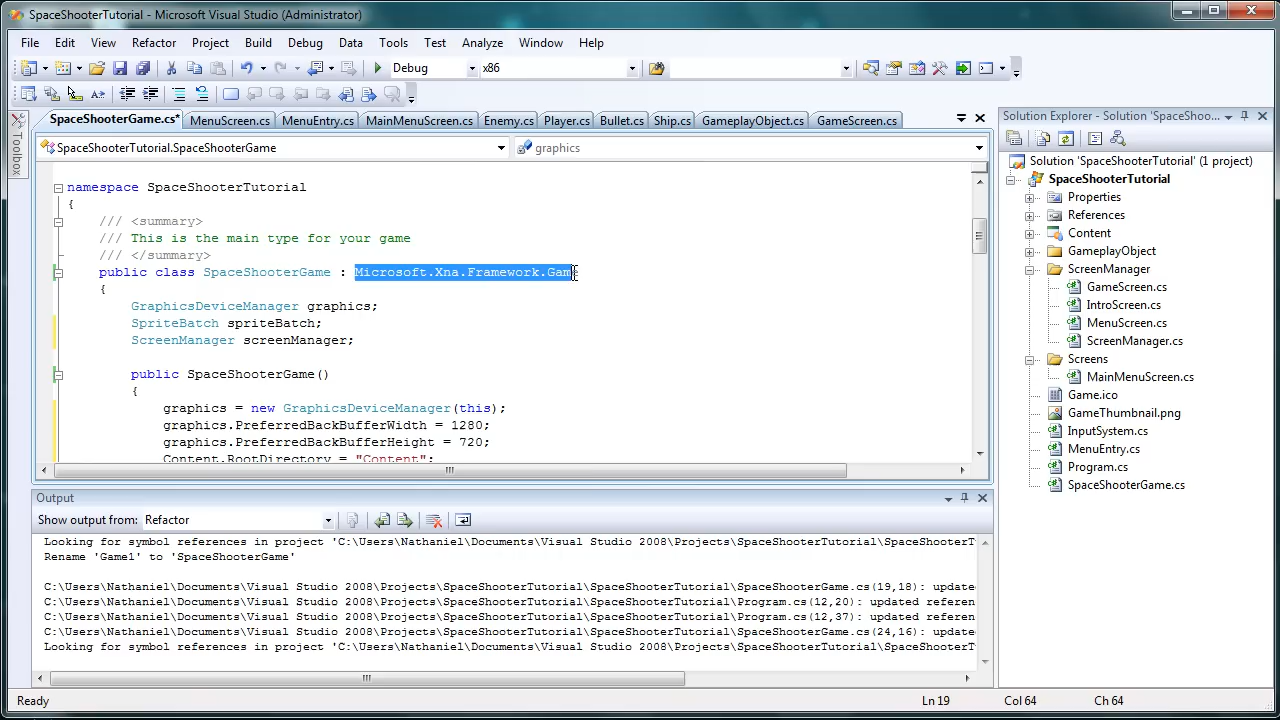 SpaceShooterTutorial - Microsoft Visual Studio (Administrator)
File Edit View Refactor Project Build Debug Data Tools Test Analyze Window Help
Debug x86
SpaceShooterGame.cs* MenuScreen.cs MenuEntry.cs MainMenuScreen.cs Enemy.cs Player.cs Bullet.cs Ship.cs GameplayObject.cs GameScreen.cs
Toolbox
SpaceShooterTutorial.SpaceShooterGame graphics
namespace SpaceShooterTutorial
{
/// <summary>
/// This is the main type for your game
/// </summary>
public class SpaceShooterGame : Microsoft.Xna.Framework.Gam
{
GraphicsDeviceManager graphics;
SpriteBatch spriteBatch;
ScreenManager screenManager;
public SpaceShooterGame()
{
graphics = new GraphicsDeviceManager(this);
graphics.PreferredBackBufferWidth = 1280;
graphics.PreferredBackBufferHeight = 720;
Content.RootDirectory = "Content";
Output
Show output from: Refactor
Looking for symbol references in project 'C:\Users\Nathaniel\Documents\Visual Studio 2008\Projects\SpaceShooterTutorial\SpaceShooterT
Rename 'Game1' to 'SpaceShooterGame'
C:\Users\Nathaniel\Documents\Visual Studio 2008\Projects\SpaceShooterTutorial\SpaceShooterTutorial\SpaceShooterGame.cs(19,18): update
C:\Users\Nathaniel\Documents\Visual Studio 2008\Projects\SpaceShooterTutorial\SpaceShooterTutorial\Program.cs(12,20): updated referen
C:\Users\Nathaniel\Documents\Visual Studio 2008\Projects\SpaceShooterTutorial\SpaceShooterTutorial\Program.cs(12,37): updated referen
C:\Users\Nathaniel\Documents\Visual Studio 2008\Projects\SpaceShooterTutorial\SpaceShooterTutorial\SpaceShooterGame.cs(24,16): update
Looking for symbol references in project 'C:\Users\Nathaniel\Documents\Visual Studio 2008\Projects\SpaceShooterTutorial\SpaceShooterT
Solution Explorer - Solution 'SpaceShoo...
Solution 'SpaceShooterTutorial' (1 project)
SpaceShooterTutorial
Properties
References
Content
GameplayObject
ScreenManager
GameScreen.cs
IntroScreen.cs
MenuScreen.cs
ScreenManager.cs
Screens
MainMenuScreen.cs
Game.ico
GameThumbnail.png
InputSystem.cs
MenuEntry.cs
Program.cs
SpaceShooterGame.cs
Ready Ln 19 Col 64 Ch 64